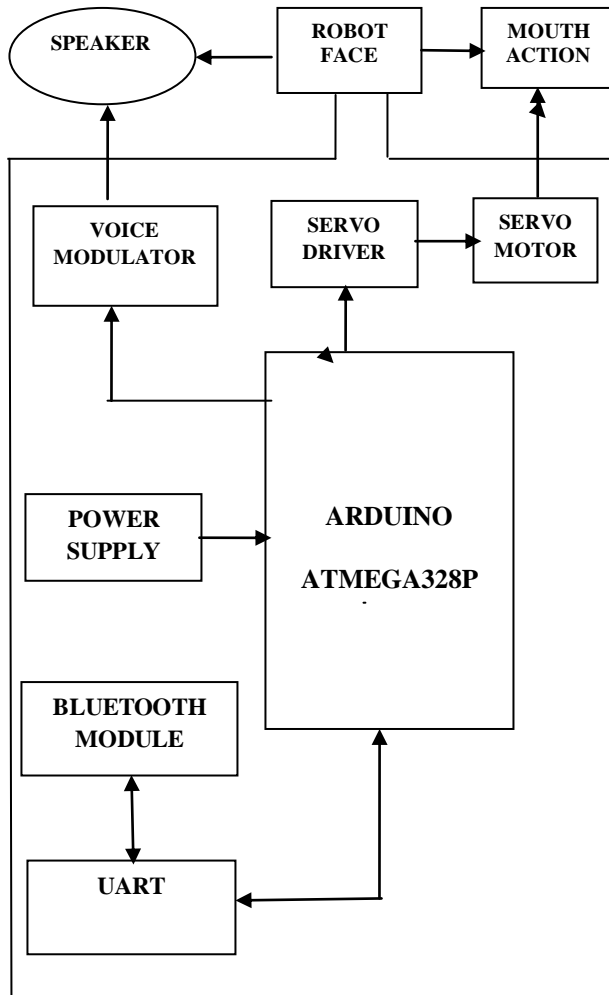 SPEAKER
ROBOT
FACE
MOUTH
ACTION
VOICE
MODULATOR
SERVO
DRIVER
SERVO
MOTOR
POWER
SUPPLY
ARDUINO
ATMEGA328P
BLUETOOTH
MODULE
UART